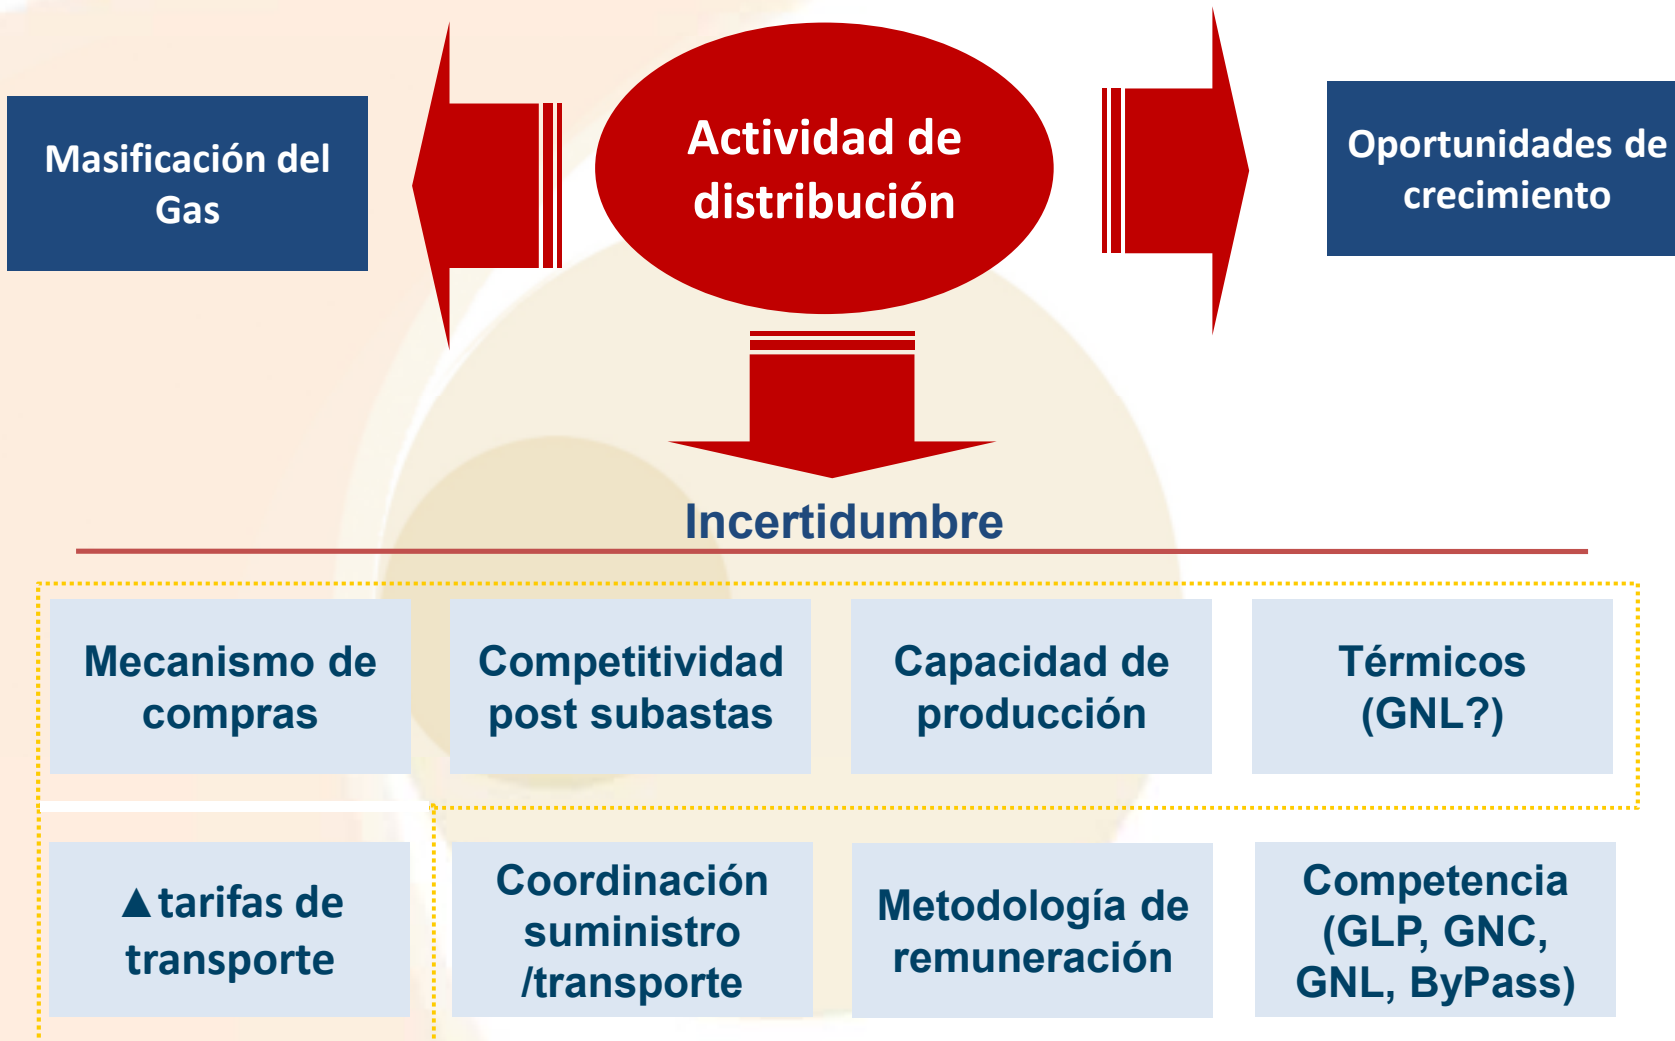 Actividad de
distribución
Masificación del
Gas
Oportunidades de
crecimiento
Incertidumbre
Mecanismo de
compras
Competitividad
post subastas
Capacidad de
producción
Térmicos
(GNL?)
▲tarifas de
transporte
Coordinación
suministro
/transporte
Metodología de
remuneración
Competencia
(GLP, GNC,
GNL, ByPass)